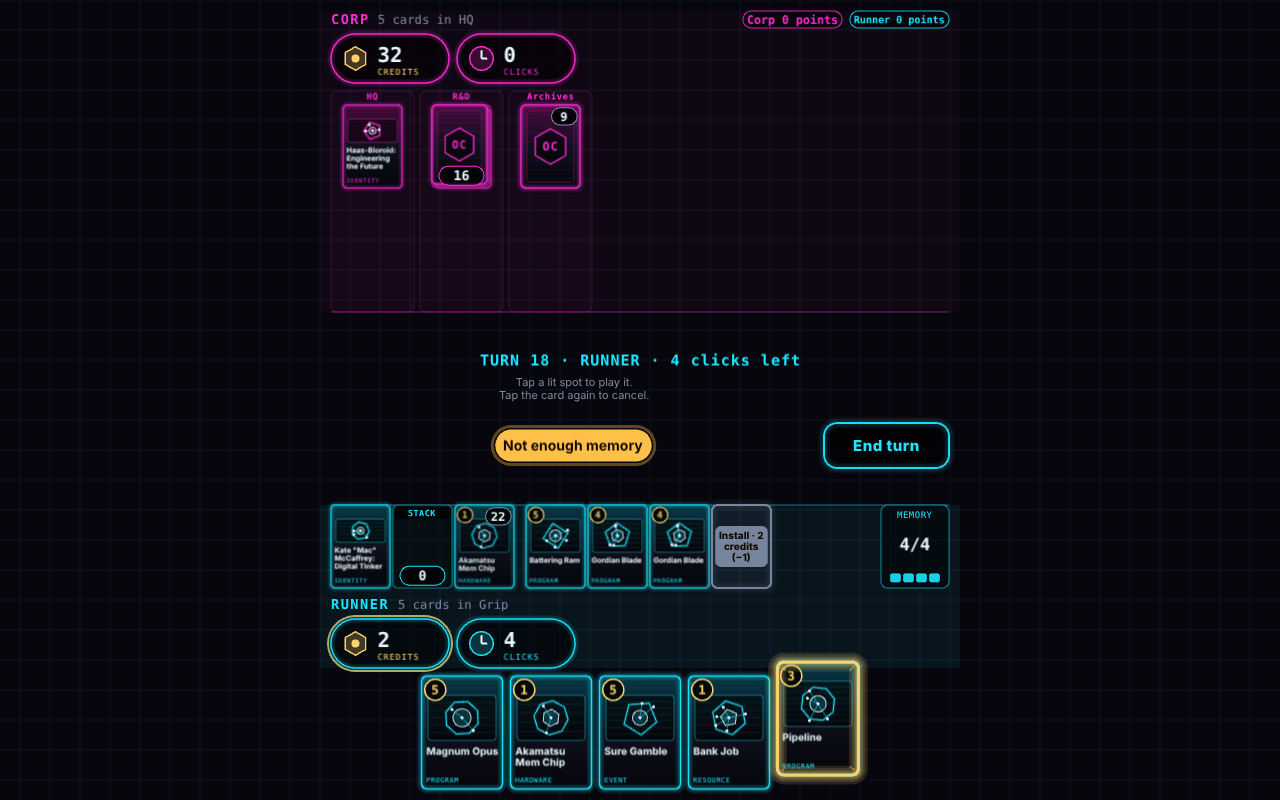 CORP 5 cards in HQ
Corp 0 points
Runner 0 points
32
CREDITS
0
CLICKS
HQ
R&D
Archives
Haas-Bioroid:
Engineering
the Future
IDENTITY
OC
16
9
OC
TURN 18 · RUNNER · 4 clicks left
Tap a lit spot to play it.
Tap the card again to cancel.
Not enough memory
End turn
Kate "Mac"
McCaffrey:
Digital Tinker
IDENTITY
STACK
0
1
22
Akamatsu
Mem Chip
HARDWARE
5
Battering Ram
PROGRAM
4
Gordian Blade
PROGRAM
4
Gordian Blade
PROGRAM
Install · 2
credits
(−1)
MEMORY
4/4
RUNNER 5 cards in Grip
2
CREDITS
4
CLICKS
5
Magnum Opus
PROGRAM
1
Akamatsu
Mem Chip
HARDWARE
5
Sure Gamble
EVENT
1
Bank Job
RESOURCE
3
Pipeline
PROGRAM